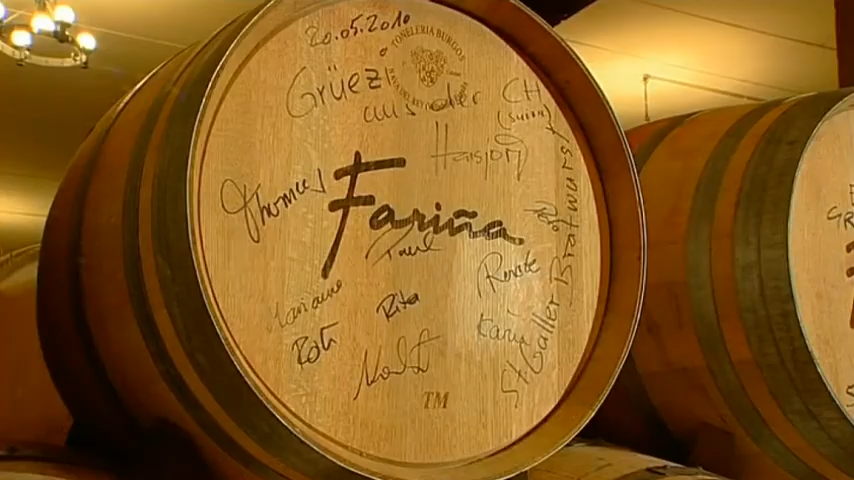 20.05.2010
TONELERIA BURGOS
Grüezi aus der CH
(suiza)
Hansjörg
Thomas
Fariña
Paul
Renate
Marianne
Rita
Karin
Roti
St. Galler Bratwurst
TM